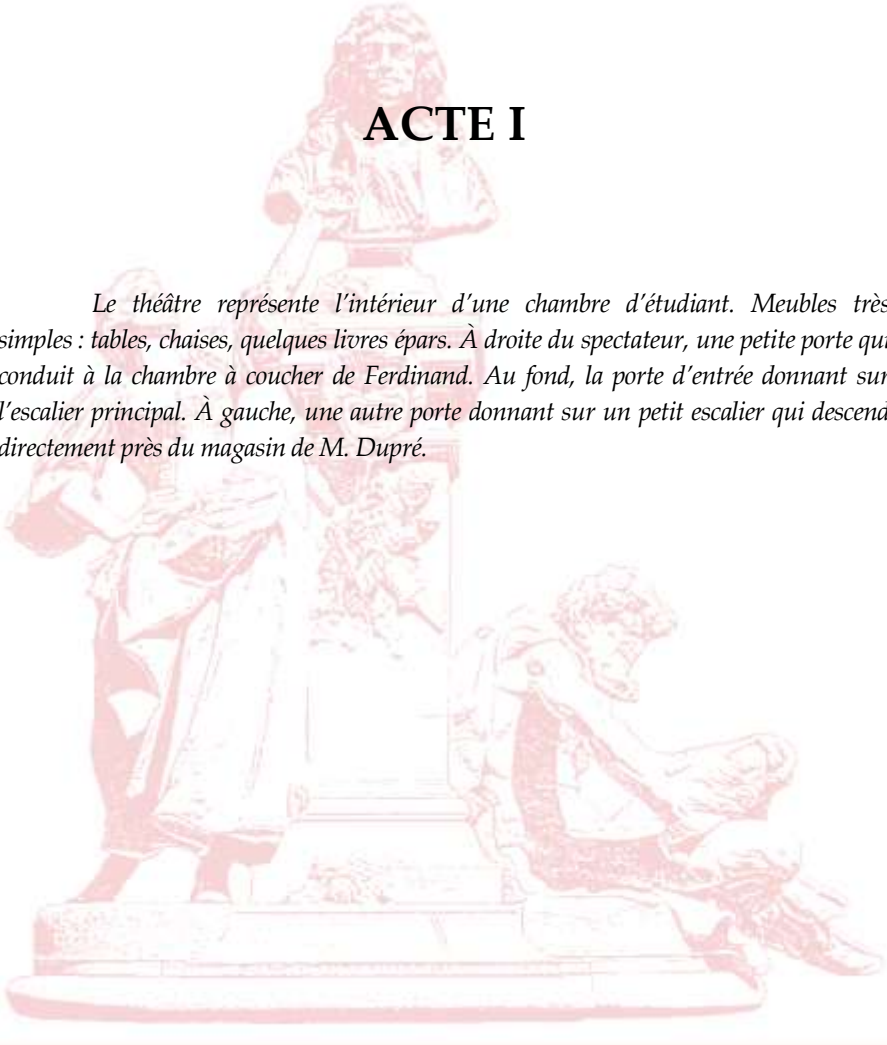 ACTE I
Le théâtre représente l’intérieur d’une chambre d’étudiant. Meubles très
simples : tables, chaises, quelques livres épars. À droite du spectateur, une petite porte qui
conduit à la chambre à coucher de Ferdinand. Au fond, la porte d’entrée donnant sur
l’escalier principal. À gauche, une autre porte donnant sur un petit escalier qui descend
directement près du magasin de M. Dupré.